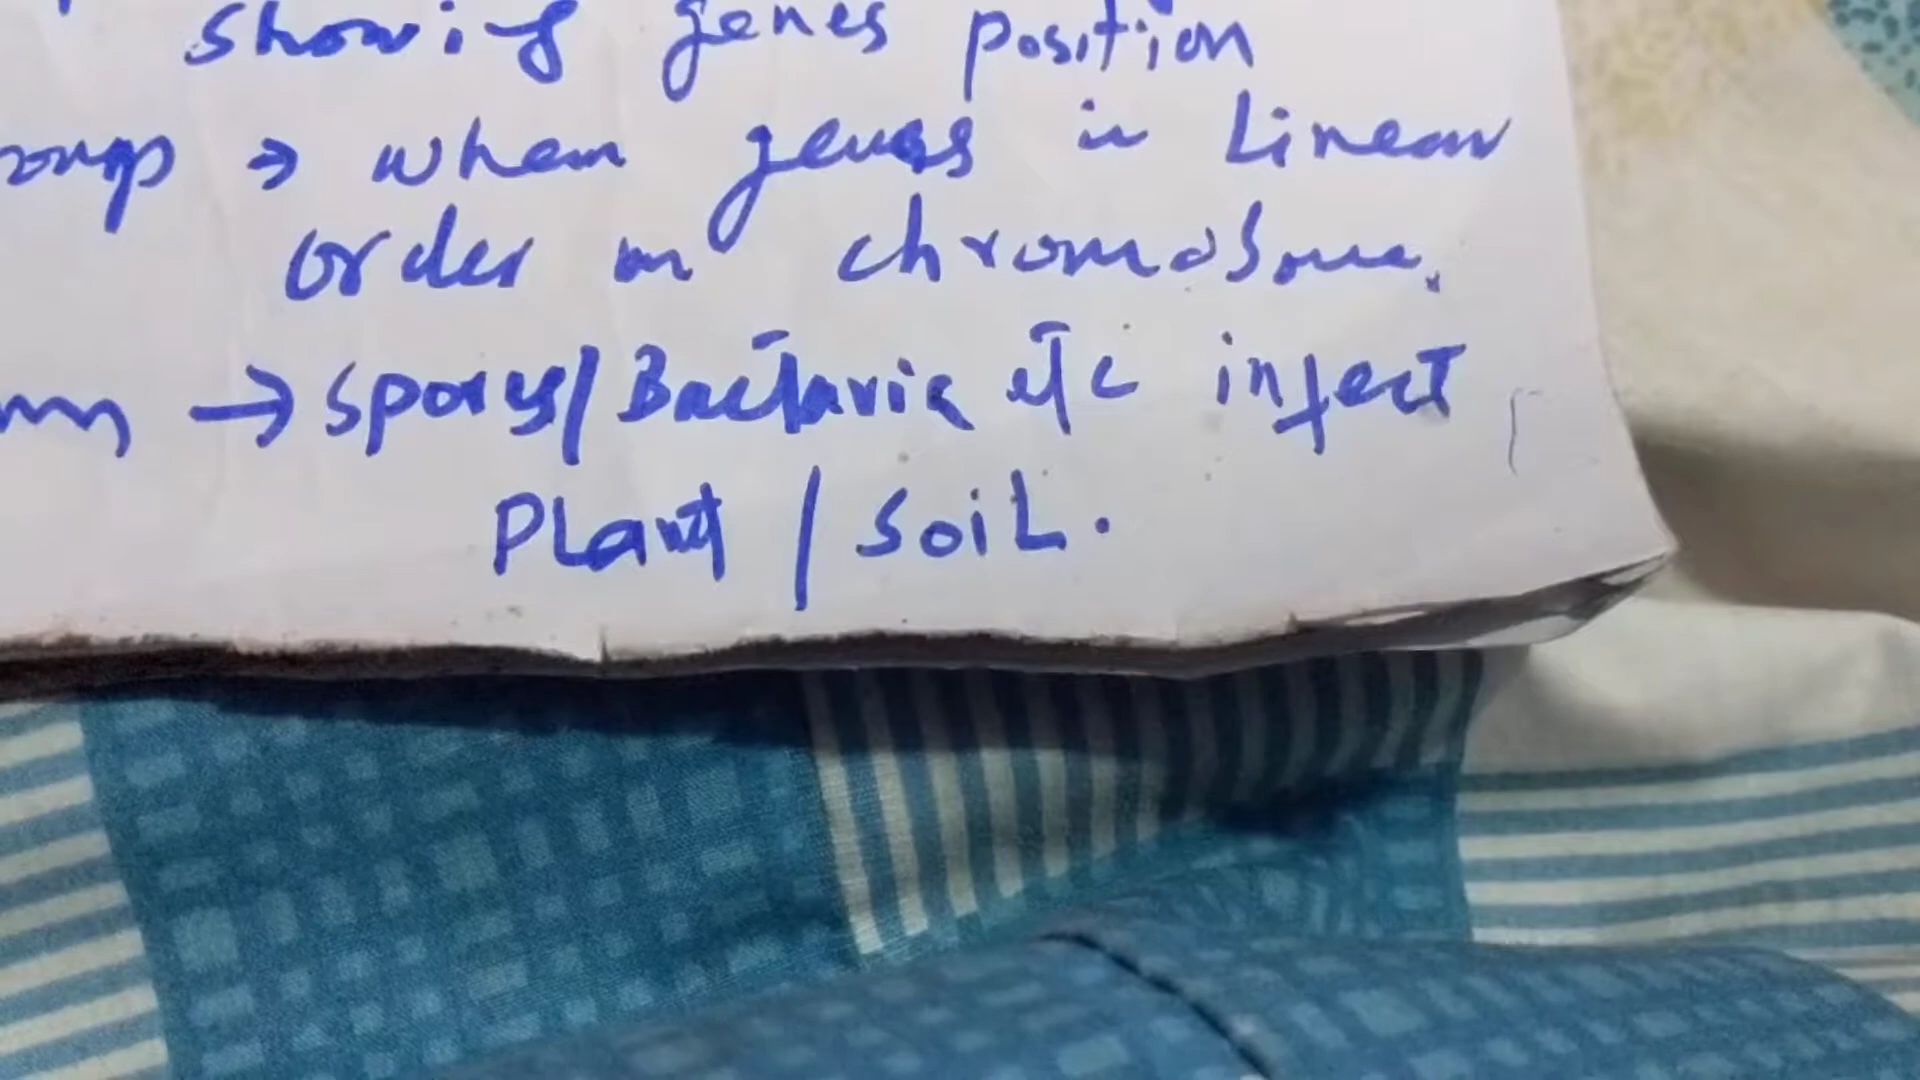 showing genes position
→ when genes in Linear
order on chromosome.
→ spores/Bacteria etc infect
PLant / SoiL.